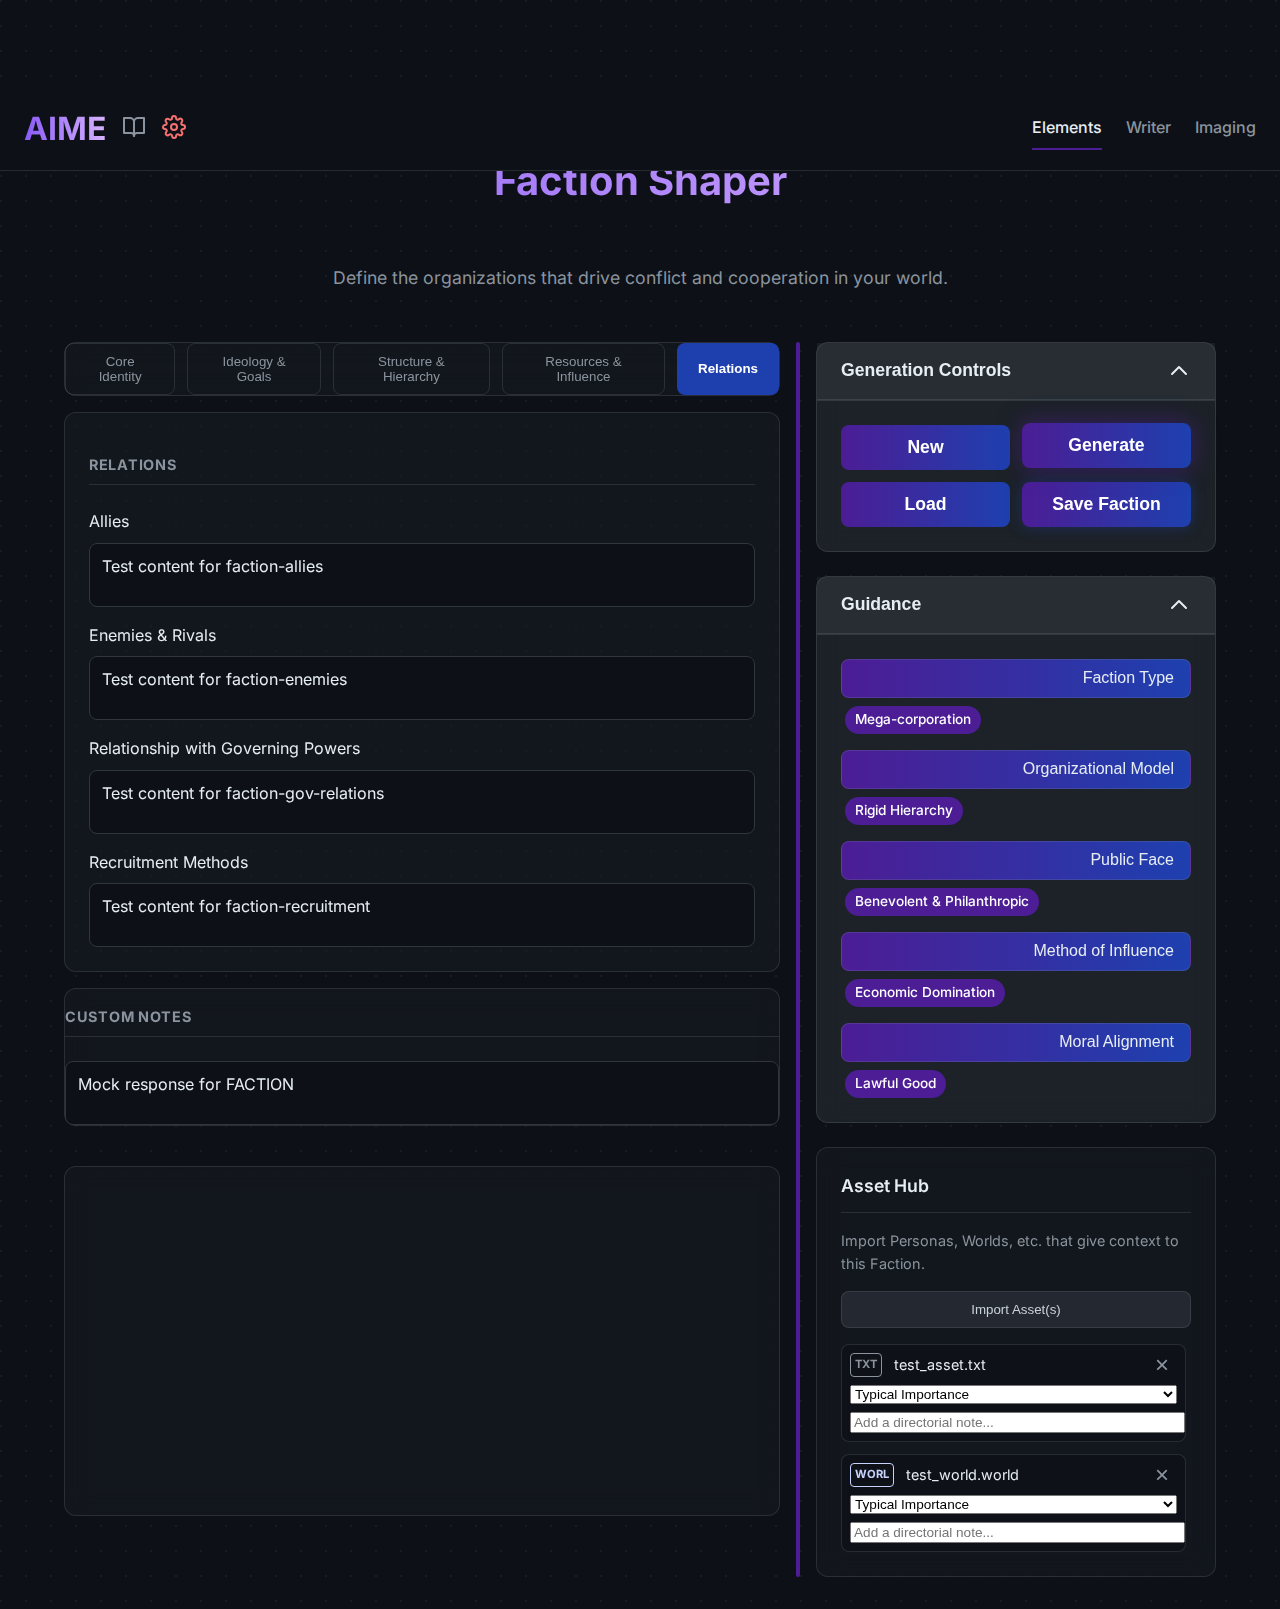 AIME
Elements
Writer
Imaging
Faction Shaper
Define the organizations that drive conflict and cooperation in your world.
Core
Identity
Ideology &
Goals
Structure &
Hierarchy
Resources &
Influence
Relations
RELATIONS
Allies
Test content for faction-allies
Enemies & Rivals
Test content for faction-enemies
Relationship with Governing Powers
Test content for faction-gov-relations
Recruitment Methods
Test content for faction-recruitment
CUSTOM NOTES
Mock response for FACTION
Generation Controls
New
Generate
Load
Save Faction
Guidance
Faction Type
Mega-corporation
Organizational Model
Rigid Hierarchy
Public Face
Benevolent & Philanthropic
Method of Influence
Economic Domination
Moral Alignment
Lawful Good
Asset Hub
Import Personas, Worlds, etc. that give context to
this Faction.
Import Asset(s)
TXT test_asset.txt
Typical Importance
Add a directorial note...
WORL test_world.world
Typical Importance
Add a directorial note...